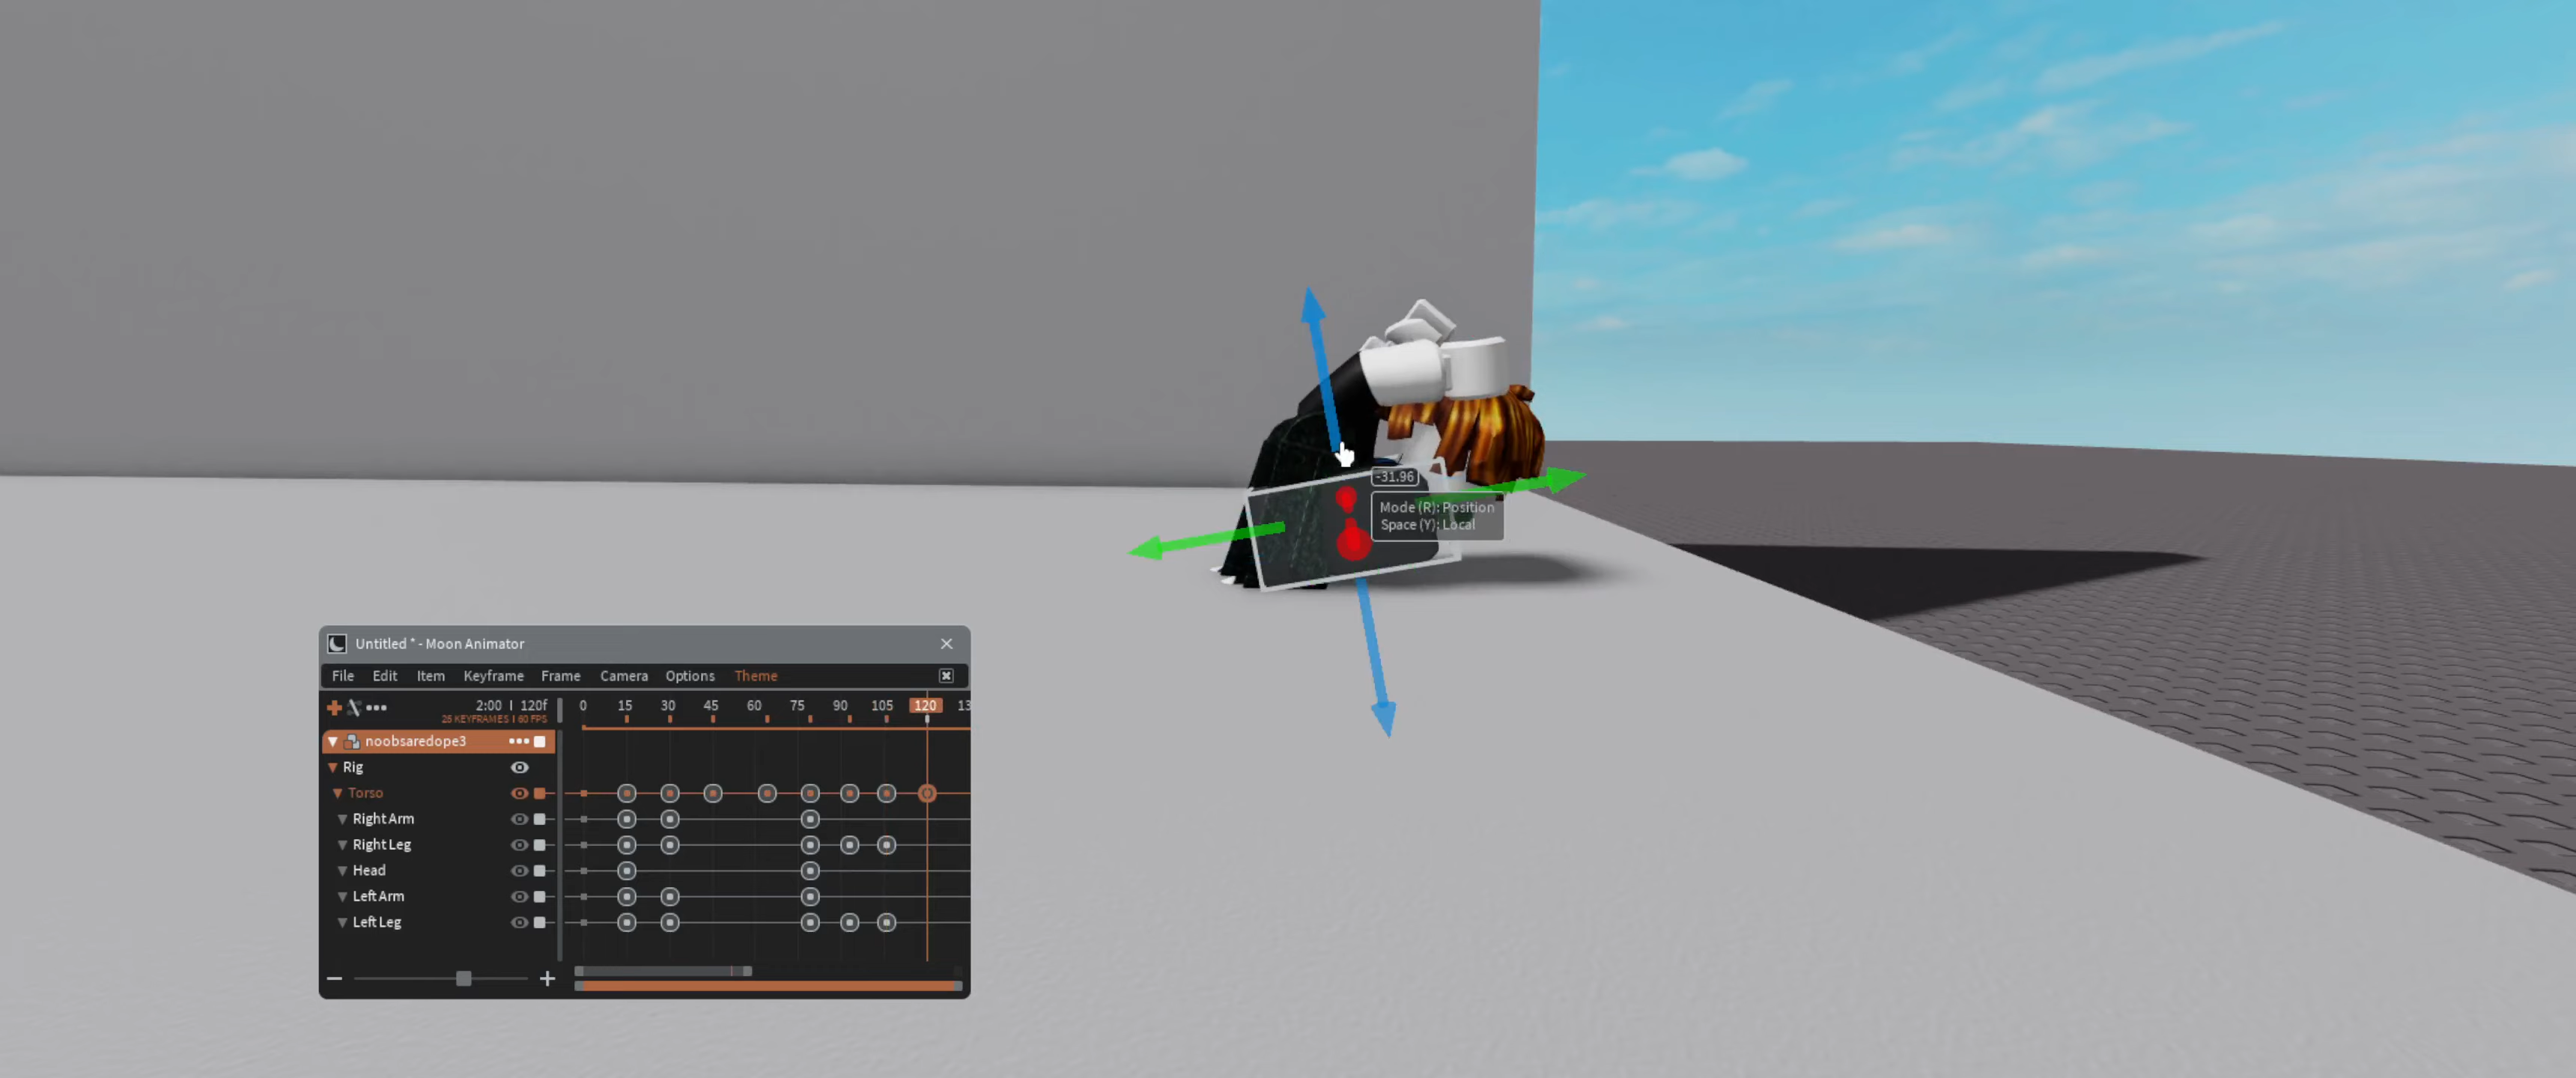 -31.96
Mode (R): Position
Space (Y): Local
Untitled * - Moon Animator
File Edit Item Keyframe Frame Camera Options Theme
2:00 | 120f
25 KEYFRAMES | 60 FPS
0 15 30 45 60 75 90 105 120 13
noobsaredope3
Rig
Torso
Right Arm
Right Leg
Head
Left Arm
Left Leg